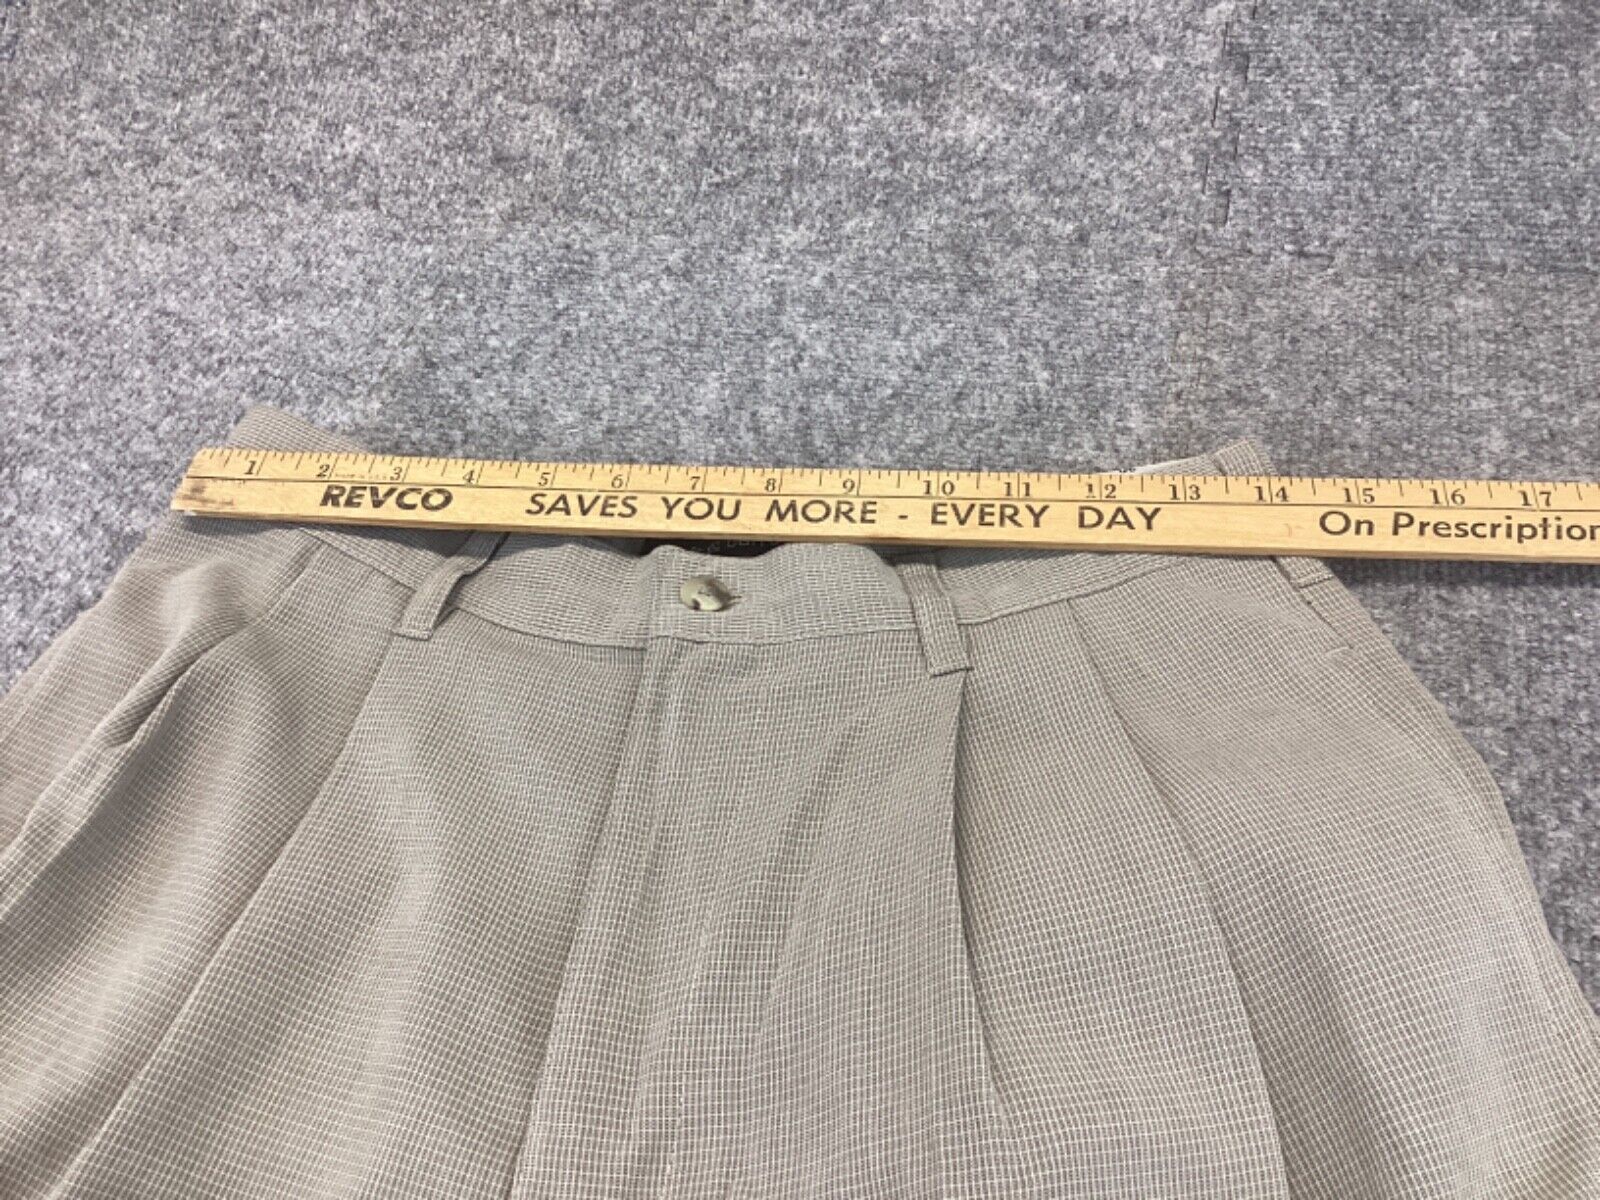 1 2 3 4 5 6 7 8 9 10 11 12 13 14 15 16 17
REVCO SAVES YOU MORE - EVERY DAY On Prescription